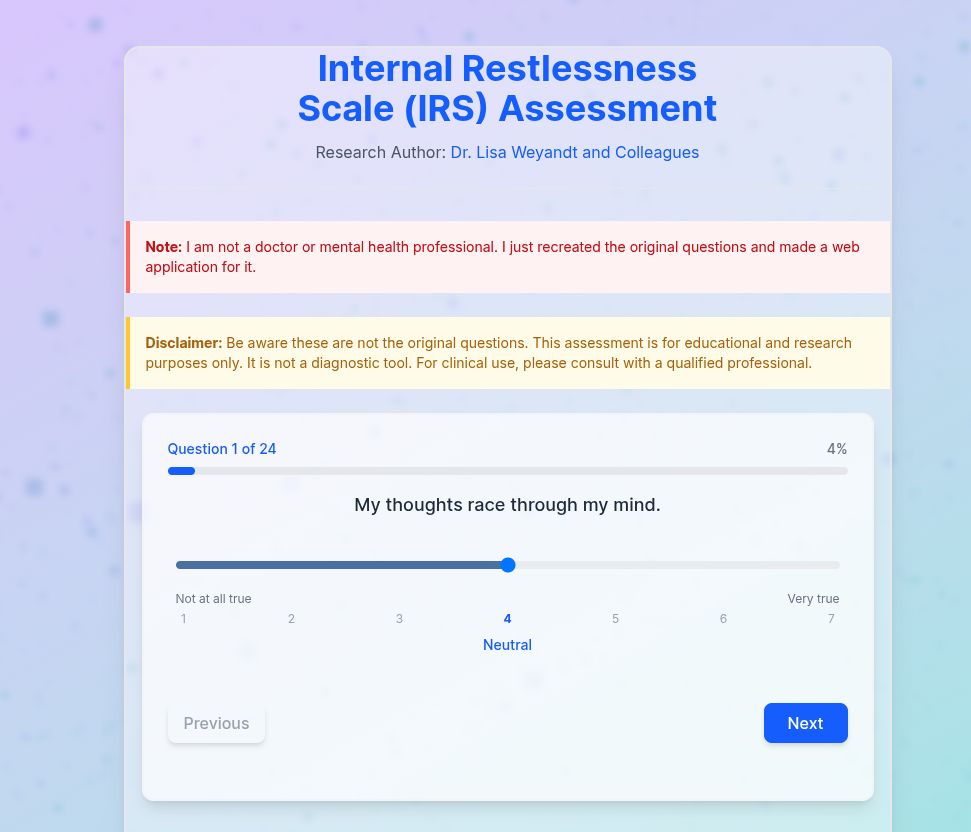 Internal Restlessness
Scale (IRS) Assessment
Research Author: Dr. Lisa Weyandt and Colleagues
Note: I am not a doctor or mental health professional. I just recreated the original questions and made a web
application for it.
Disclaimer: Be aware these are not the original questions. This assessment is for educational and research
purposes only. It is not a diagnostic tool. For clinical use, please consult with a qualified professional.
Question 1 of 24 4%
My thoughts race through my mind.
Not at all true Very true
1 2 3 4 5 6 7
Neutral
Previous Next